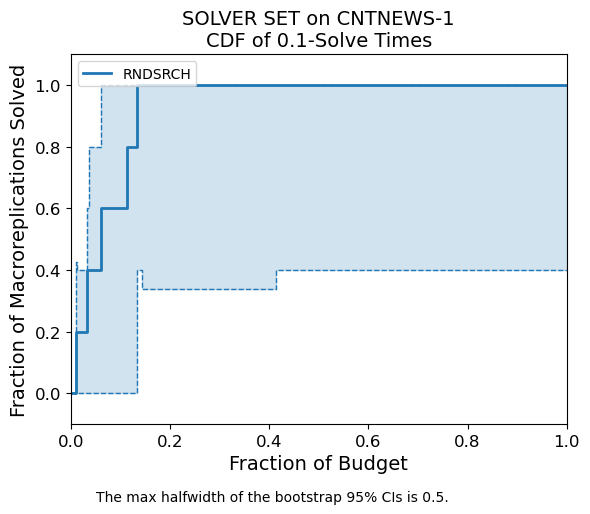 SOLVER SET on CNTNEWS-1
CDF of 0.1-Solve Times
RNDSRCH
Fraction of Macroreplications Solved
1.0
0.8
0.6
0.4
0.2
0.0
0.0 0.2 0.4 0.6 0.8 1.0
Fraction of Budget
The max halfwidth of the bootstrap 95% CIs is 0.5.